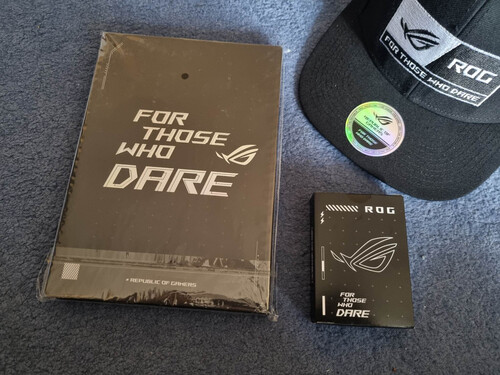 FOR
THOSE
WHO
DARE
REPUBLIC OF GAMERS
ROG
FOR THOSE WHO DARE
ROG
FOR
THOSE
WHO
DARE